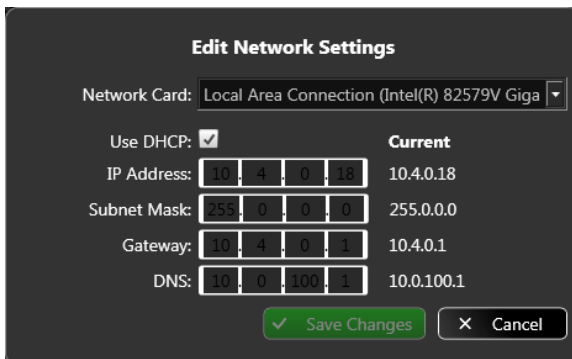 Edit Network Settings
Network Card: Local Area Connection (Intel(R) 82579V Giga
Use DHCP: Current
IP Address: 10 . 4 . 0 . 18 10.4.0.18
Subnet Mask: 255 . 0 . 0 . 0 255.0.0.0
Gateway: 10 . 4 . 0 . 1 10.4.0.1
DNS: 10 . 0 . 100 . 1 10.0.100.1
Save Changes Cancel